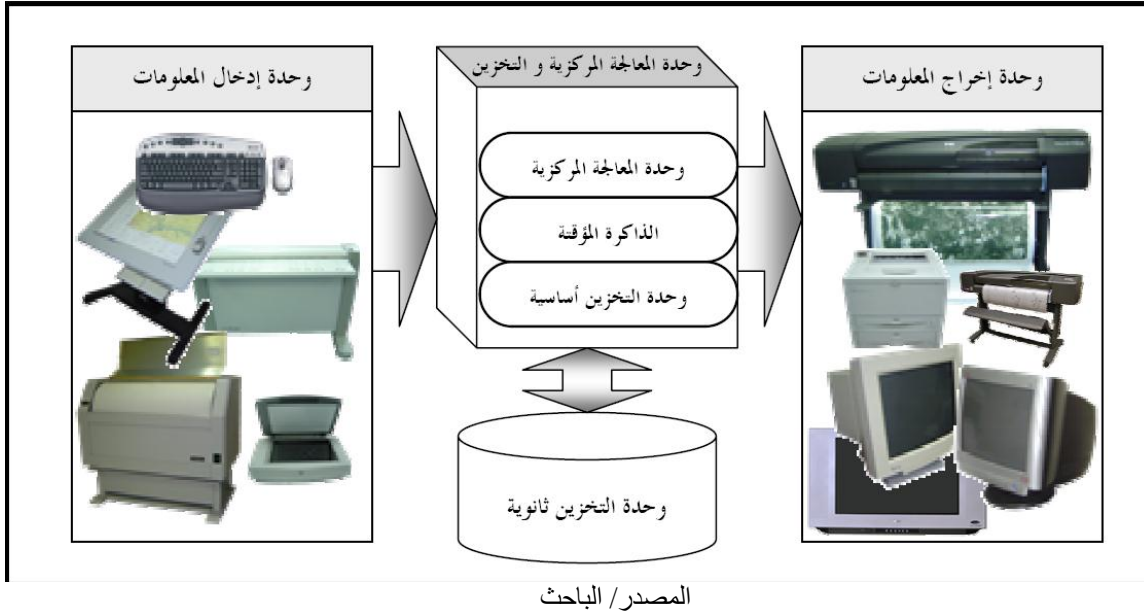 وحدة إدخال المعلومات
وحدة المعالجة المركزية و التخزين
وحدة إخراج المعلومات
وحدة المعالجة المركزية
الذاكرة المؤقتة
وحدة التخزين أساسية
وحدة التخزين ثانوية
المصدر/ الباحث